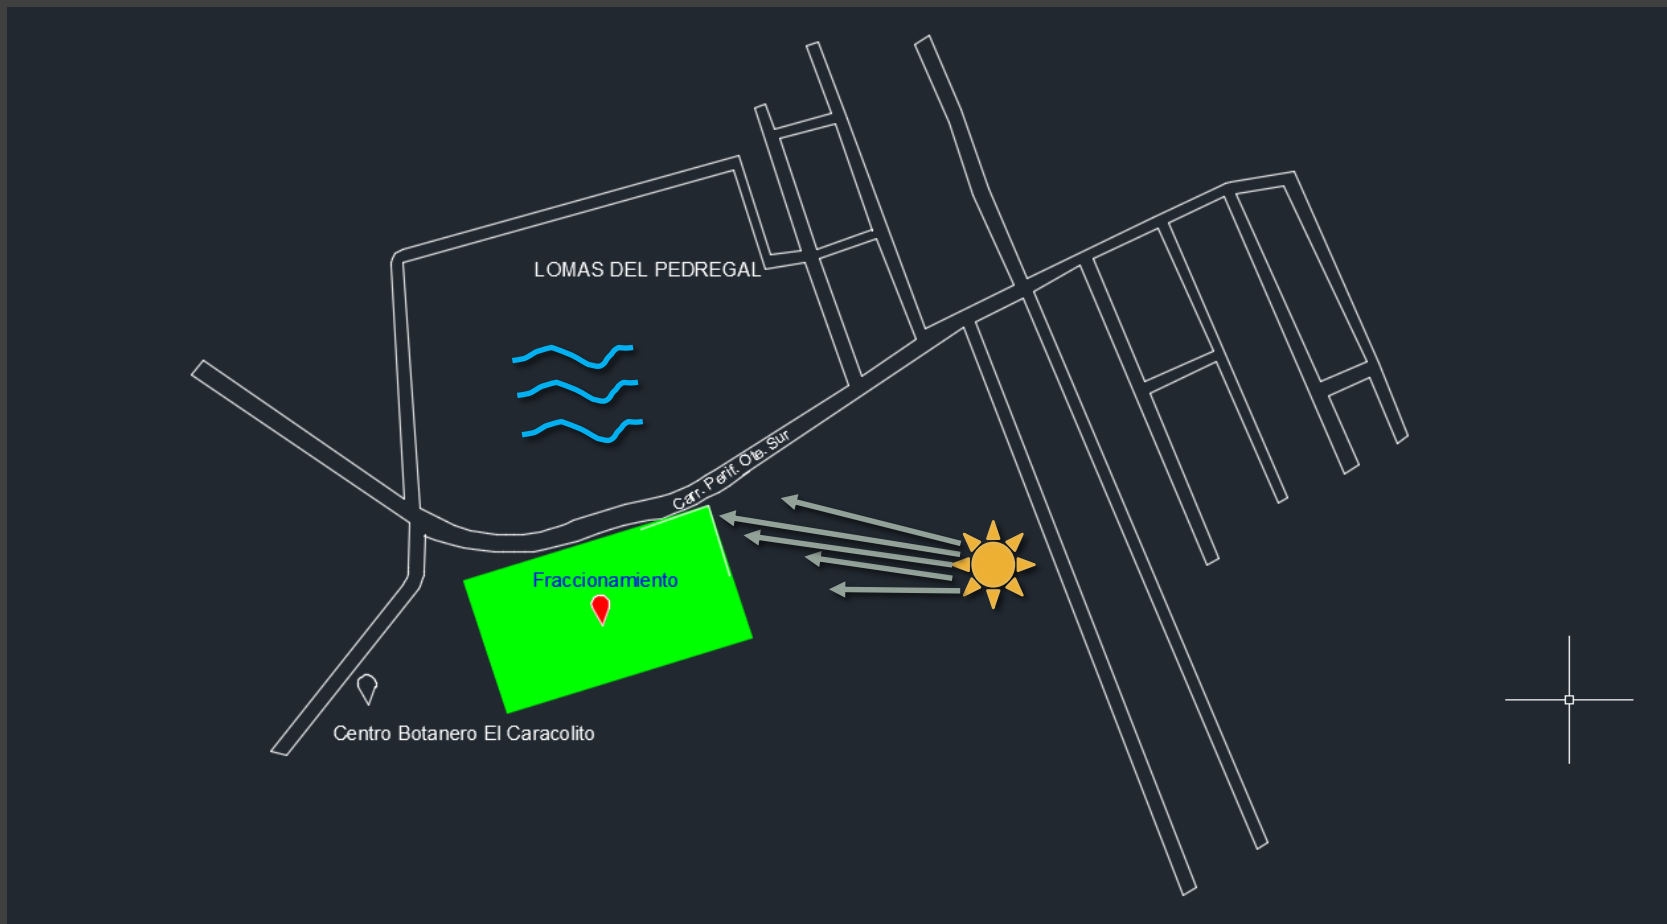 LOMAS DEL PEDREGAL
Carr. Perif. Ote. Sur
Fraccionamiento
Centro Botanero El Caracolito